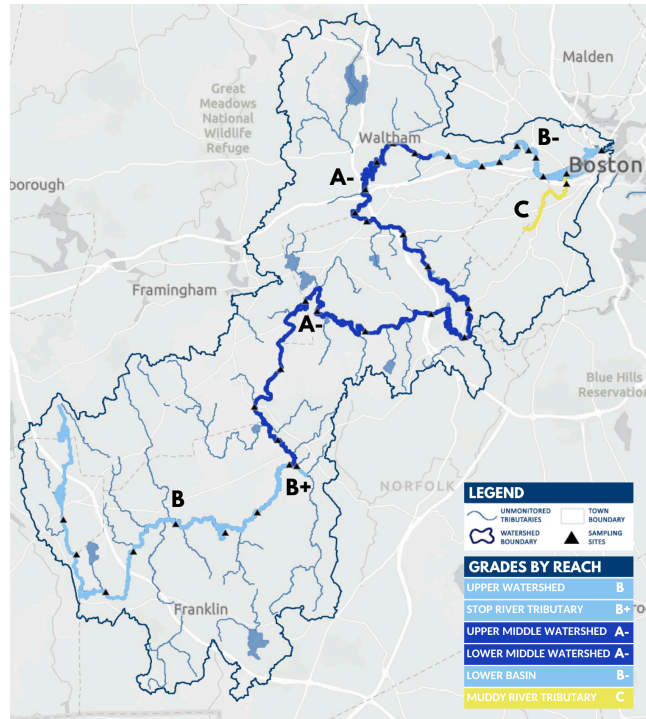 Malden
Great
Meadows
National
Wildlife
Refuge
Waltham
B-
Boston
A-
borough
C
Framingham
A-
Blue Hills
Reservation
B
B+
NORFOLK
Franklin
LEGEND
UNMONITORED
TRIBUTARIES
TOWN
BOUNDARY
WATERSHED
BOUNDARY
SAMPLING
SITES
GRADES BY REACH
UPPER WATERSHED B
STOP RIVER TRIBUTARY B+
UPPER MIDDLE WATERSHED A-
LOWER MIDDLE WATERSHED A-
LOWER BASIN B-
MUDDY RIVER TRIBUTARY C